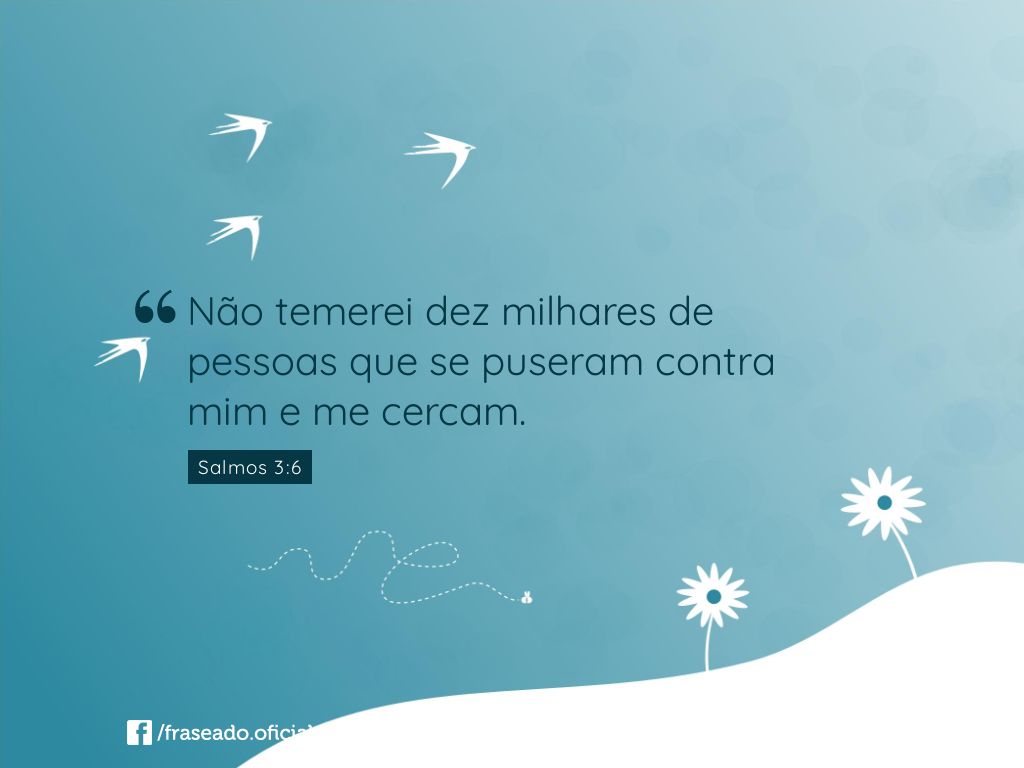 “ Não temerei dez milhares de
pessoas que se puseram contra
mim e me cercam.
Salmos 3:6
/fraseado.oficial